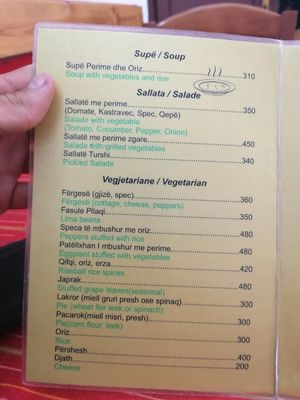 Supë / Soup
Supë Perime dhe Oriz 310
Soup with vegetables and rice
Sallata / Salade
Sallatë me perime 350
(Domate, Kastravec, Spec, Qepë)
Salade with vegetable
(Tomato, Cucumber, Pepper, Onion)
Sallatë me perime zgare 450
Salade with grilled vegetables
Sallatë Turshi 340
Pickled Salade
Vegjetariane / Vegetarian
Fërgesë (gjizë, spec) 360
Fërgesë (cottage, cheese, peppers)
Fasule Pllaqi 350
Lima beans
Speca të mbushur me oriz 480
Peppers stuffed with rice
Patëllxhan I mbushur me perime 480
Eggplant stuffed with vegetables
Qifqi, oriz, erza 420
Riseball rice spices
Japrak 480
Stuffed grape leaves(seasonal)
Lakror (miell gruri presh ose spinaq) 300
Pie (wheat flor leek or spinach)
Pacarok(miell misri, presh) 300
Pie(corn flour, leek)
Oriz 300
Rice
Përshesh 400
Djath 200
Cheese